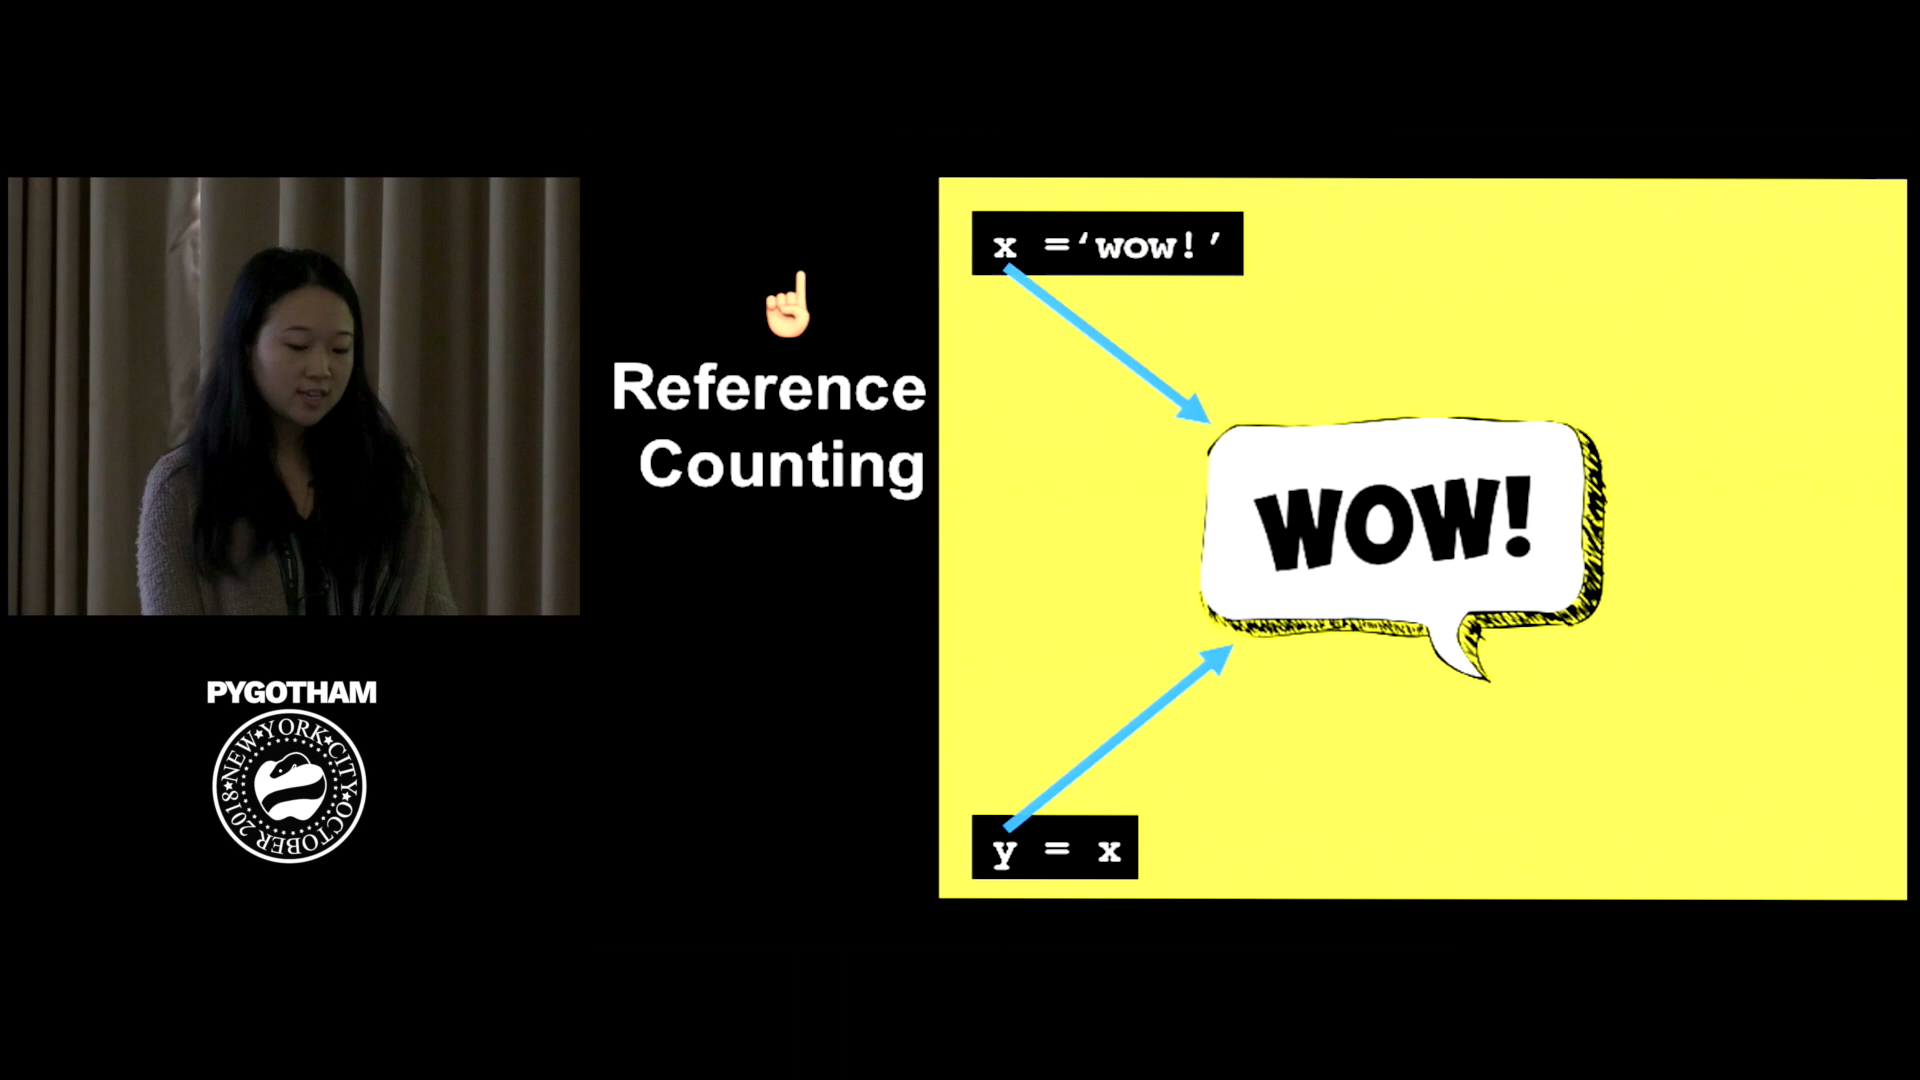 Reference
Counting
x =‘wow!’
WOW!
y = x
PYGOTHAM
NEW★YORK★CITY★OCTOBER 2018★